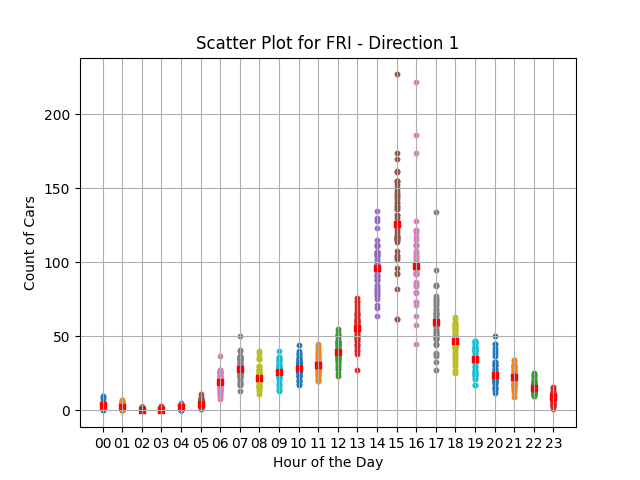 Scatter Plot for FRI - Direction 1
200
150
100
50
0
Count of Cars
00 01 02 03 04 05 06 07 08 09 10 11 12 13 14 15 16 17 18 19 20 21 22 23
Hour of the Day